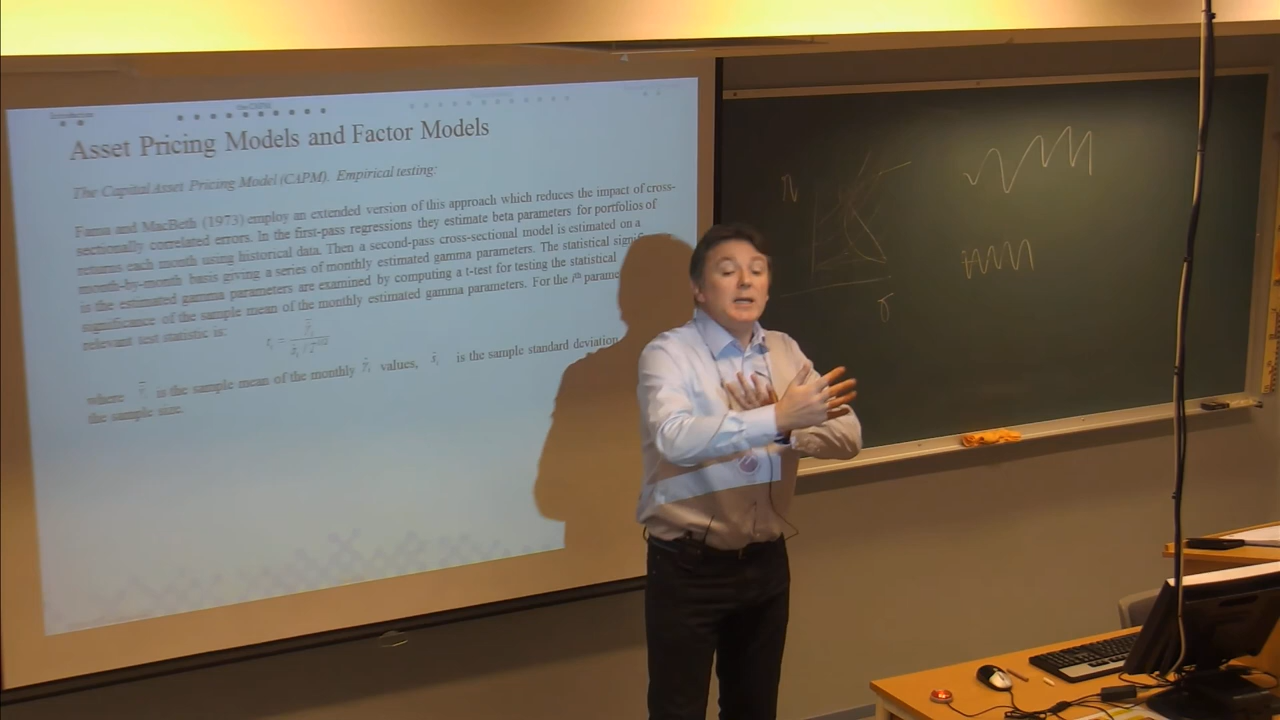 the CAPM
Asset Pricing Models and Factor Models
The Capital Asset Pricing Model (CAPM). Empirical testing:
Fama and MacBeth (1973) employ an extended version of this approach which reduces the impact of cross-
sectionally correlated errors. In the first-pass regressions they estimate beta parameters for portfolios of
returns each month using historical data. Then a second-pass cross-sectional model is estimated on a
month-by-month basis giving a series of monthly estimated gamma parameters. The statistical
is the estimated gamma parameters are examined by computing a t-test for testing the statistical
significance of the sample mean of the monthly estimated gamma parameters. For the ith
relevant test statistic is:
where is the sample mean of the monthly values, is the sample standard deviation
the sample size.
σ